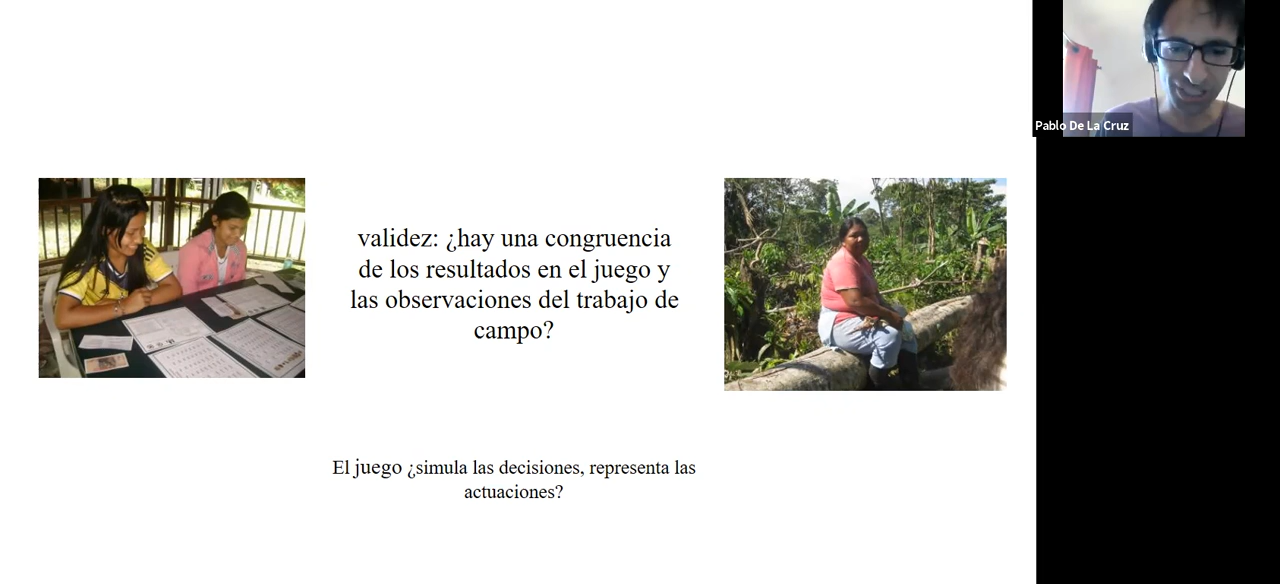 validez: ¿hay una congruencia
de los resultados en el juego y
las observaciones del trabajo de
campo?
El juego ¿simula las decisiones, representa las
actuaciones?
Pablo De La Cruz